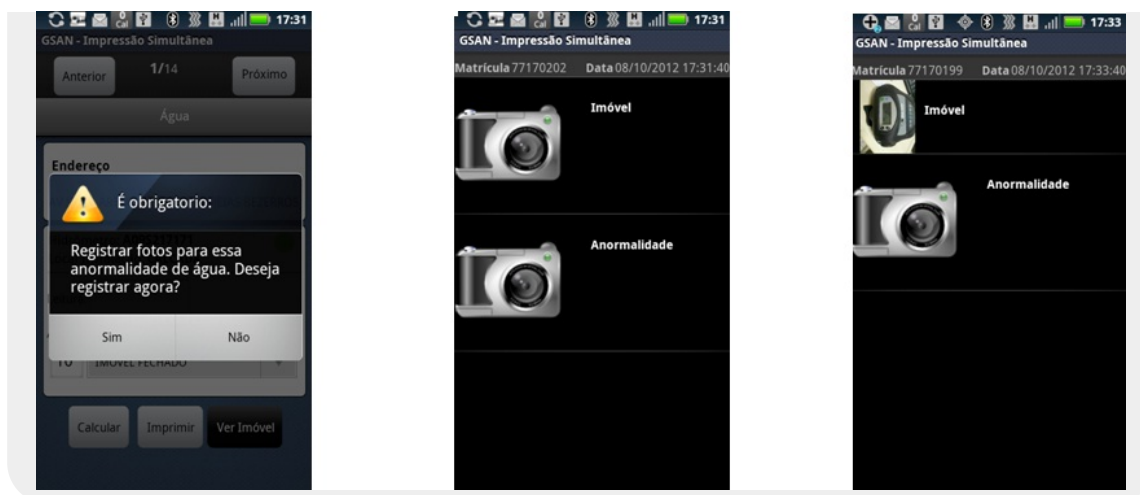 17:31
GSAN - Impressão Simultânea
Anterior
1/14
Próximo
Água
Endereço
É obrigatorio:
Registrar fotos para essa
anormalidade de água. Deseja
registrar agora?
Sim
Não
10
IMOVEL FECHADO
Calcular
Imprimir
Ver Imóvel
17:31
GSAN - Impressão Simultânea
Matrícula 77170202 Data 08/10/2012 17:31:40
Imóvel
Anormalidade
17:33
GSAN - Impressão Simultânea
Matrícula 77170199 Data 08/10/2012 17:33:40
Imóvel
Anormalidade